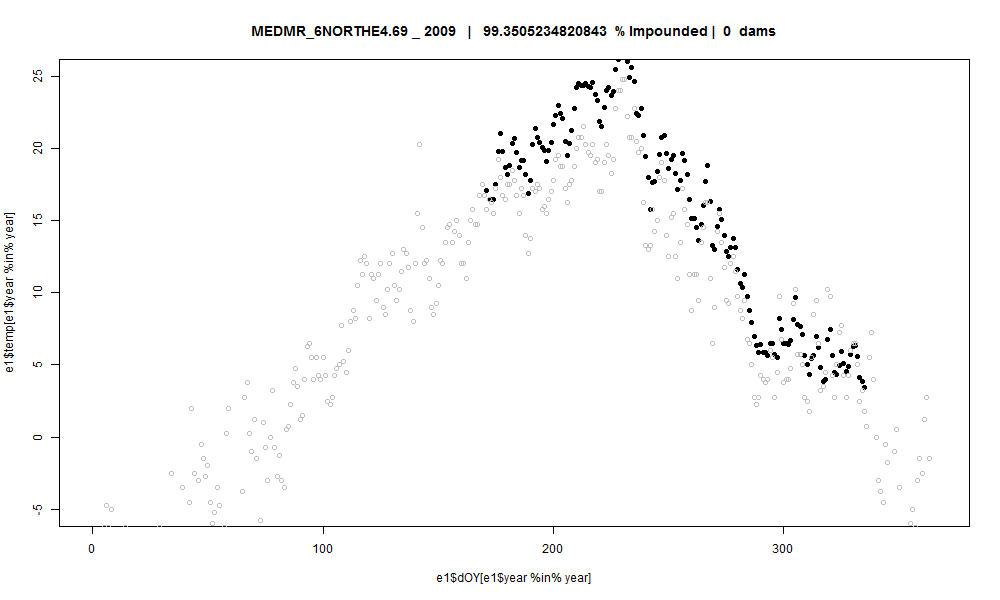 MEDMR_6NORTHE4.69 _ 2009 | 99.3505234820843 % Impounded | 0 dams
e1$temp[e1$year %in% year]
25
20
15
10
5
0
-5
0 100 200 300
e1$dOY[e1$year %in% year]